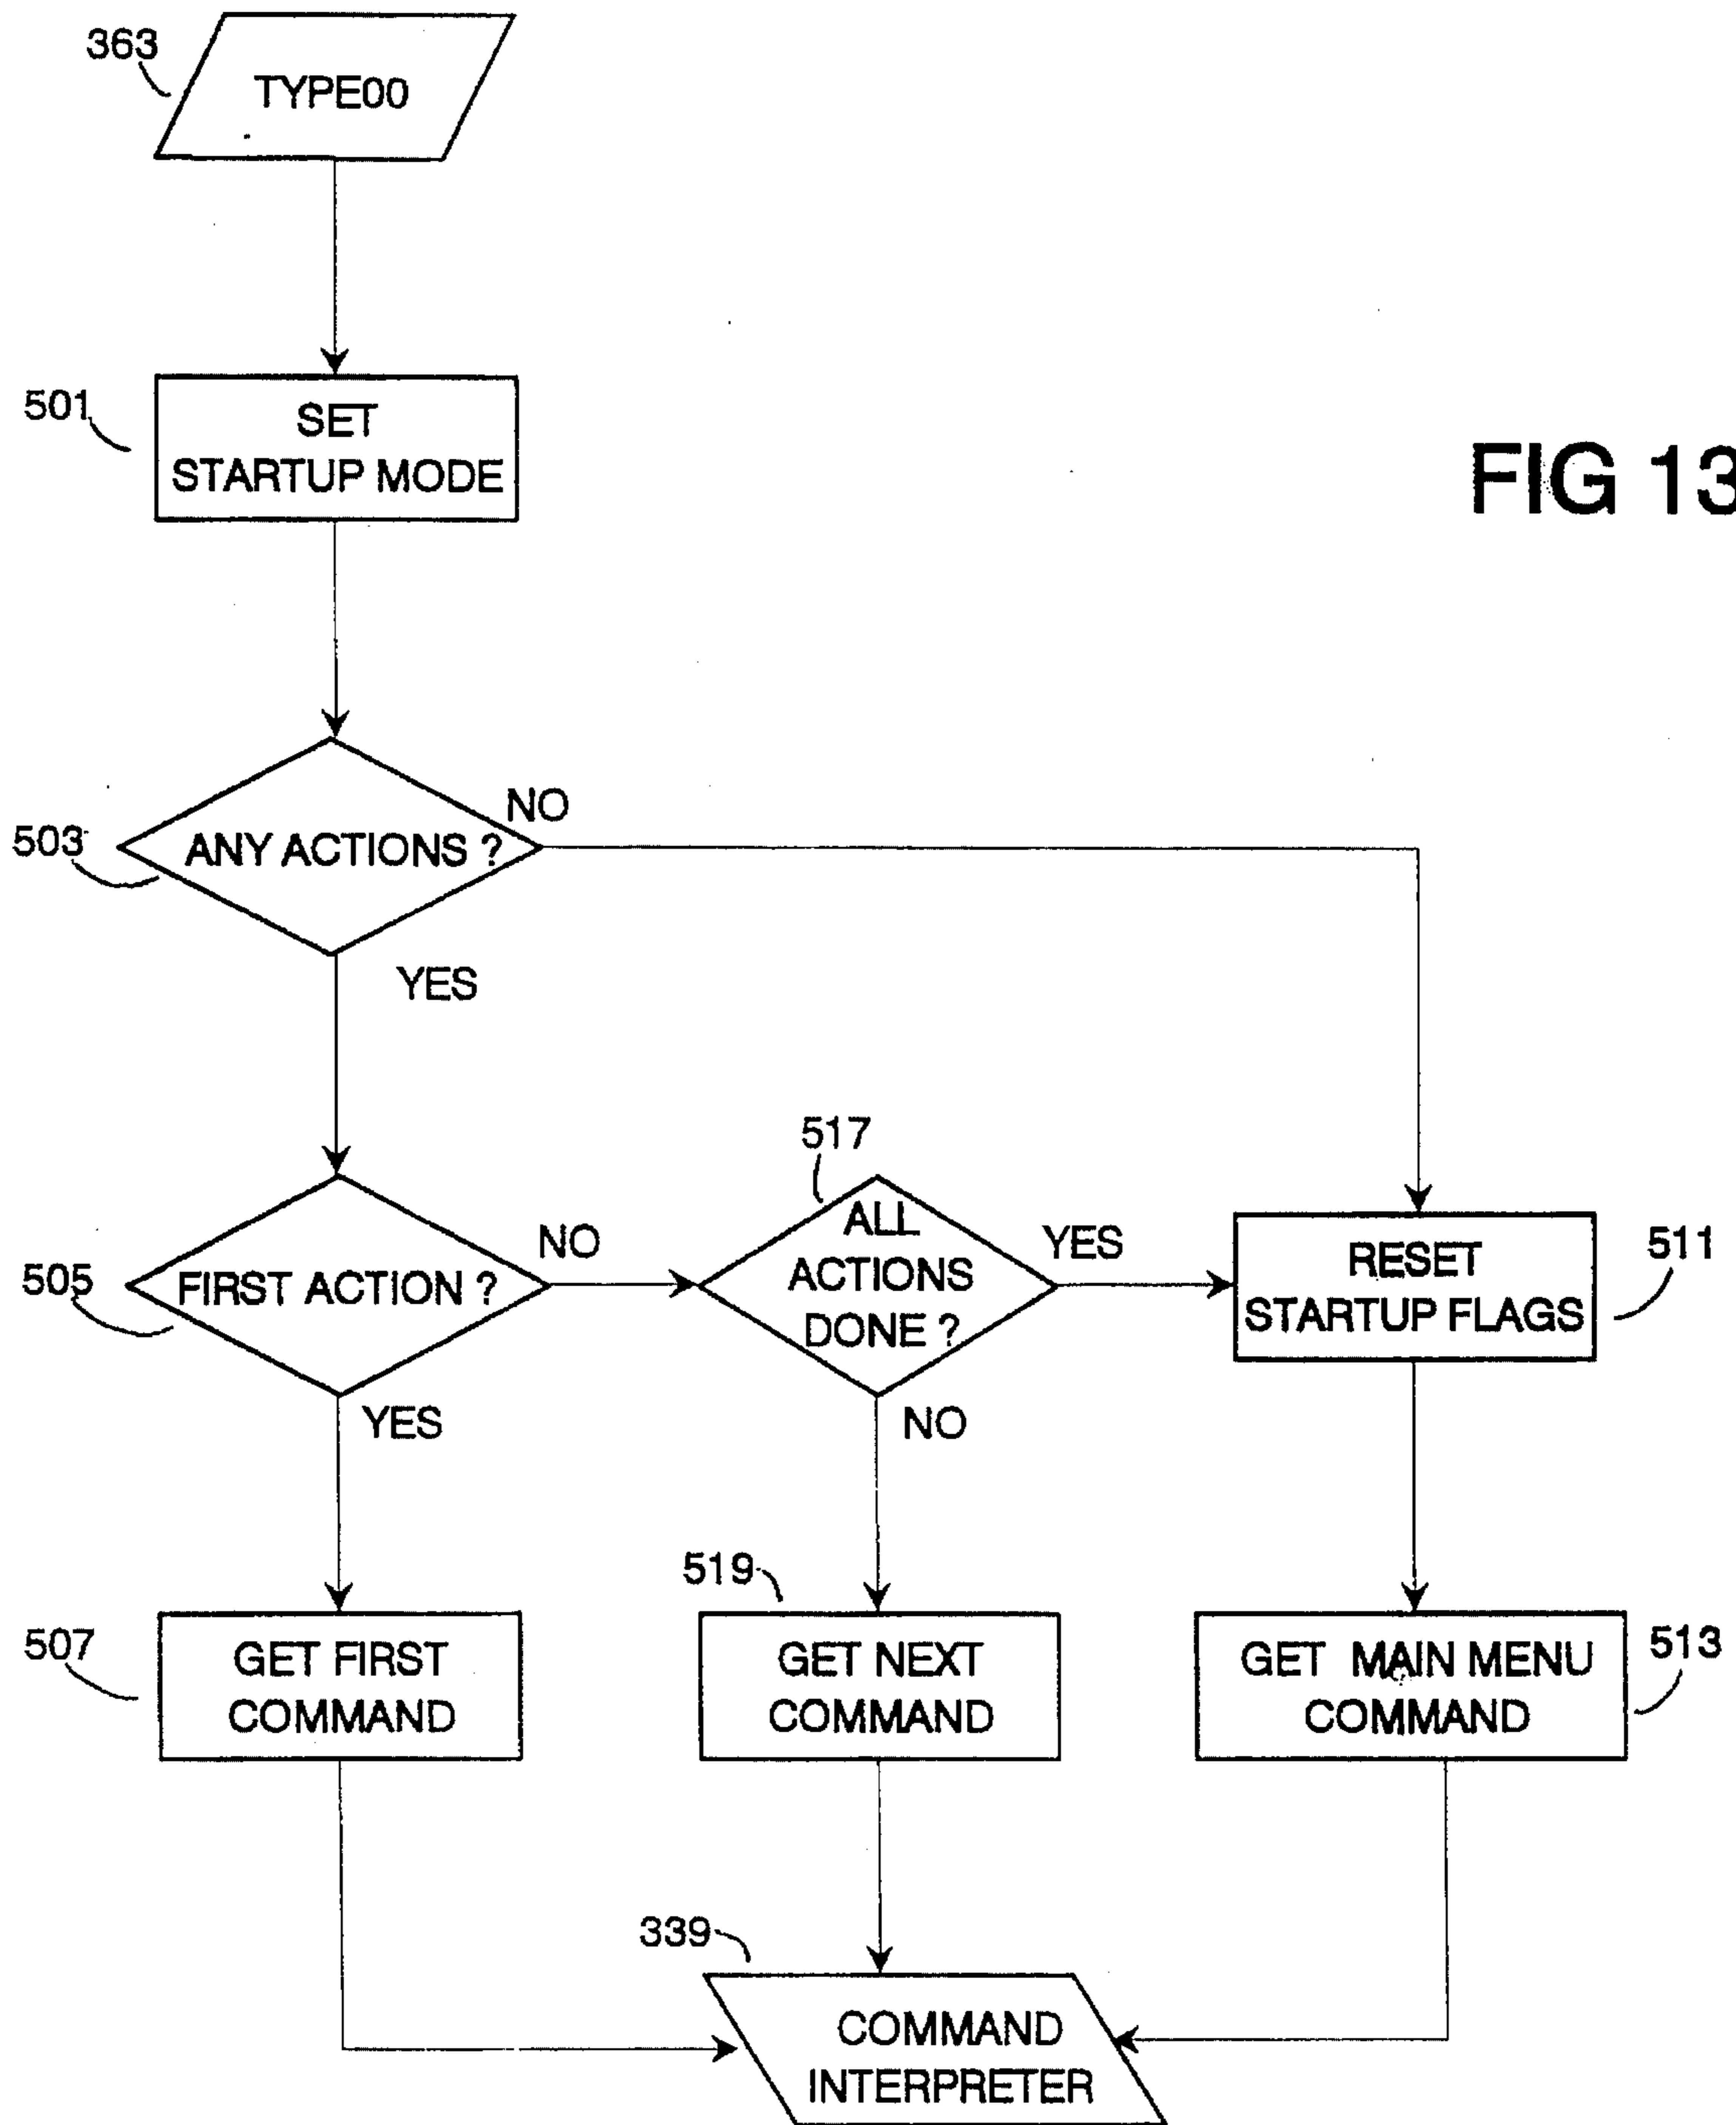 363
TYPE00
501
SET
STARTUP MODE
FIG 13
503
ANY ACTIONS ?
NO
YES
517
505
FIRST ACTION ?
NO
ALL
ACTIONS
DONE ?
YES
RESET
STARTUP FLAGS
511
YES
NO
519
507
GET FIRST
COMMAND
GET NEXT
COMMAND
GET MAIN MENU
COMMAND
513
339
COMMAND
INTERPRETER